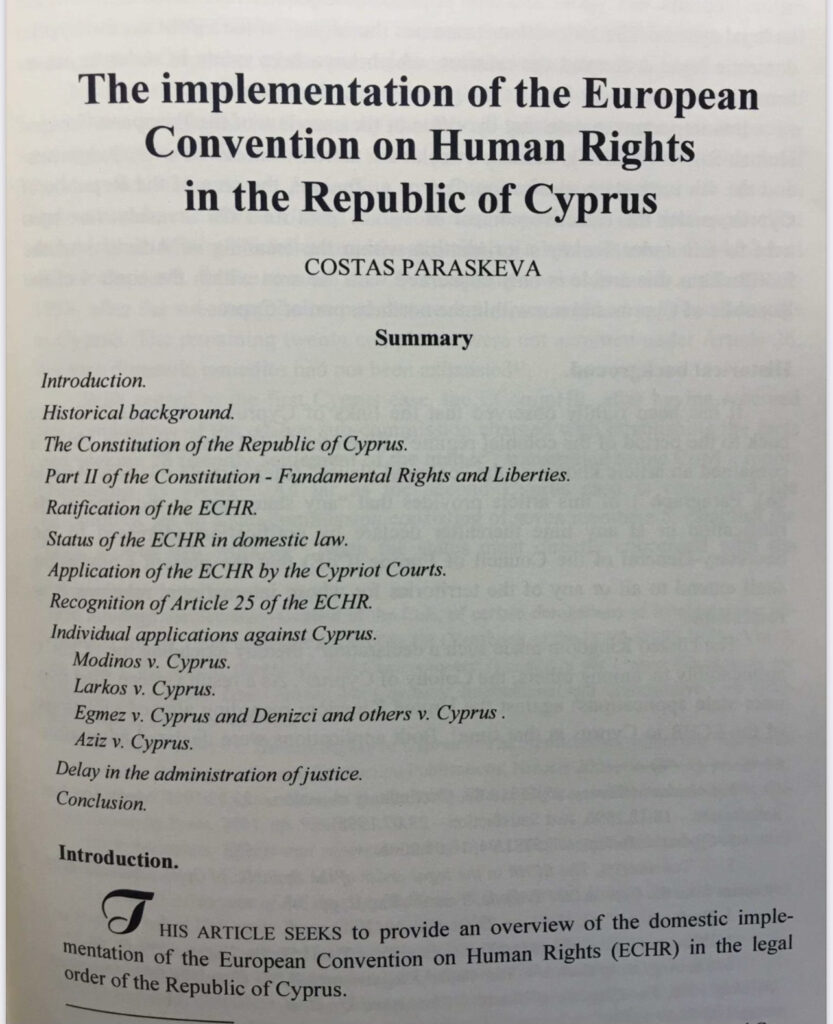 The implementation of the European
Convention on Human Rights
in the Republic of Cyprus
COSTAS PARASKEVA
Summary
Introduction.
Historical background.
The Constitution of the Republic of Cyprus.
Part II of the Constitution - Fundamental Rights and Liberties.
Ratification of the ECHR.
Status of the ECHR in domestic law.
Application of the ECHR by the Cypriot Courts.
Recognition of Article 25 of the ECHR.
Individual applications against Cyprus.
Modinos v. Cyprus.
Larkos v. Cyprus.
Egmez v. Cyprus and Denizci and others v. Cyprus .
Aziz v. Cyprus.
Delay in the administration of justice.
Conclusion.
Introduction.
THIS ARTICLE SEEKS to provide an overview of the domestic imple-
mentation of the European Convention on Human Rights (ECHR) in the legal
order of the Republic of Cyprus.